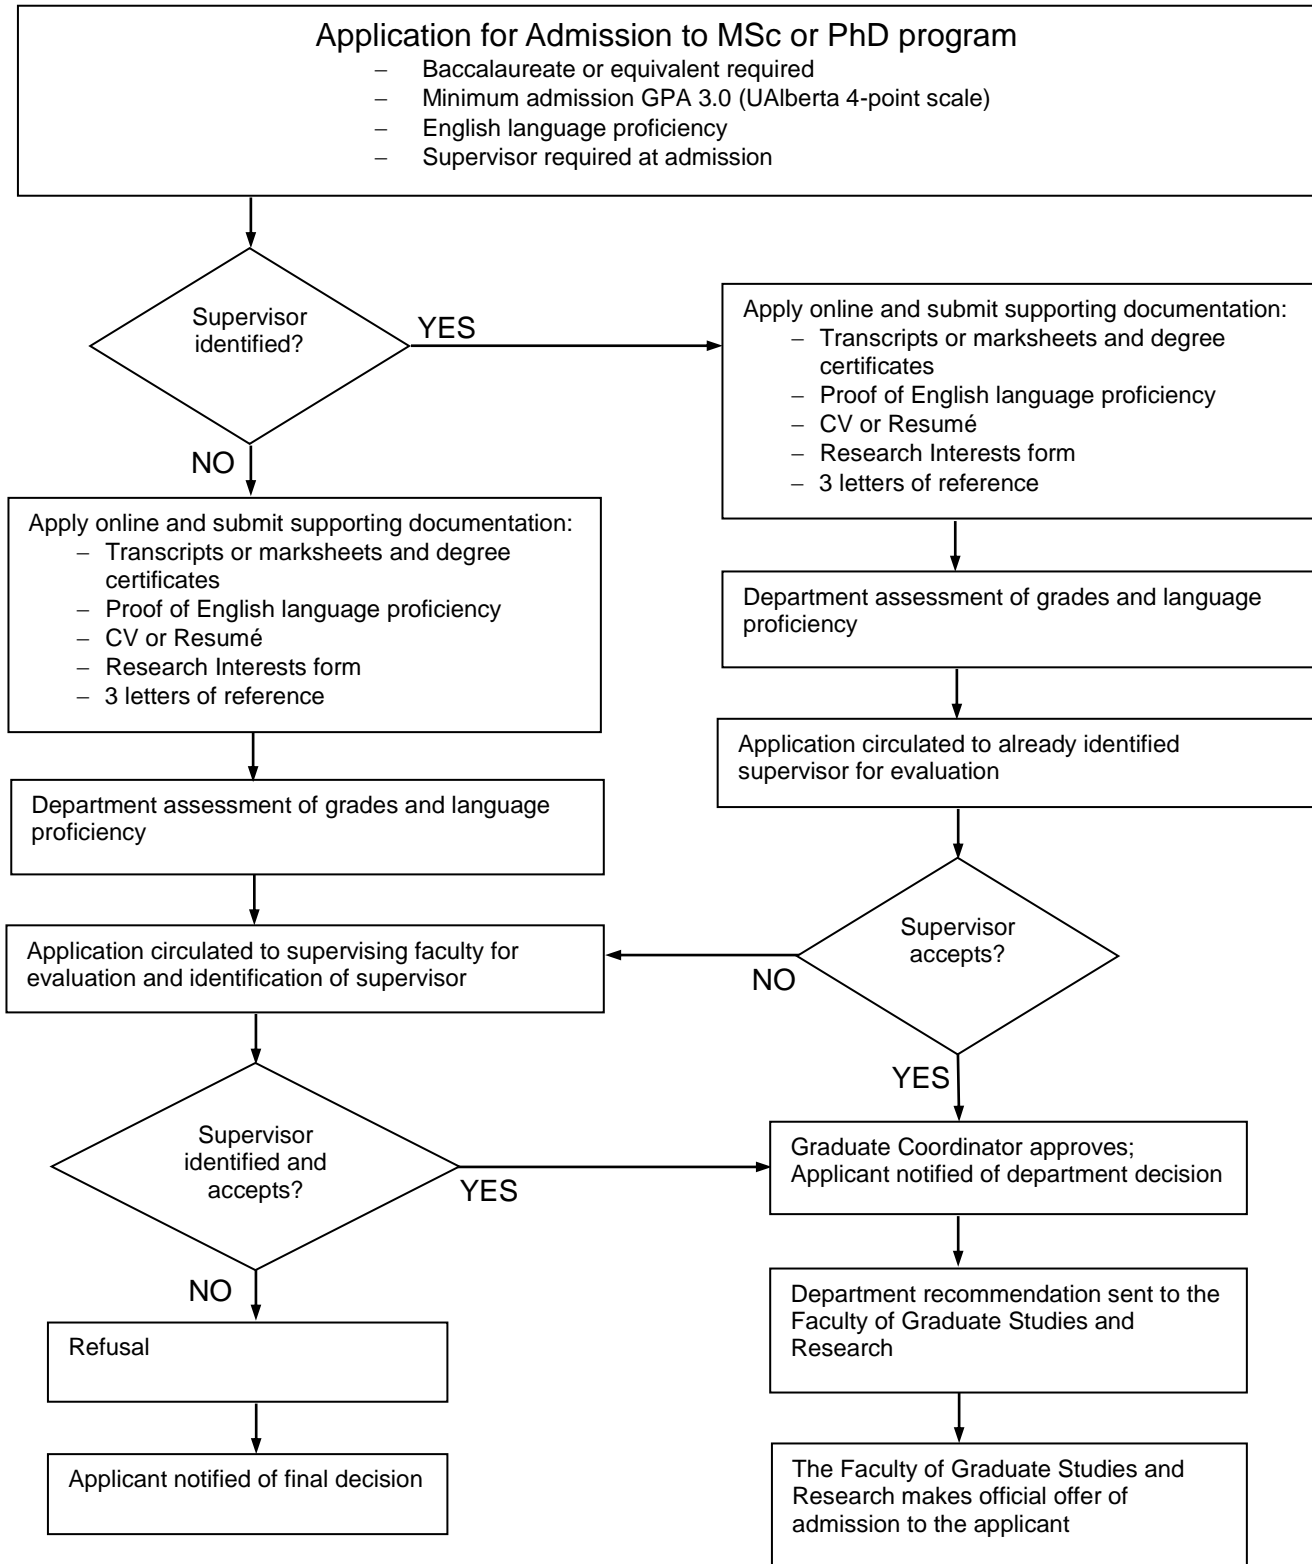 Application for Admission to MSc or PhD program
– Baccalaureate or equivalent required
– Minimum admission GPA 3.0 (UAlberta 4-point scale)
– English language proficiency
– Supervisor required at admission
Supervisor
identified?
YES
NO
Apply online and submit supporting documentation:
– Transcripts or marksheets and degree
certificates
– Proof of English language proficiency
– CV or Resumé
– Research Interests form
– 3 letters of reference
Department assessment of grades and language
proficiency
Application circulated to already identified
supervisor for evaluation
Supervisor
accepts?
NO
YES
Apply online and submit supporting documentation:
– Transcripts or marksheets and degree
certificates
– Proof of English language proficiency
– CV or Resumé
– Research Interests form
– 3 letters of reference
Department assessment of grades and language
proficiency
Application circulated to supervising faculty for
evaluation and identification of supervisor
Supervisor
identified and
accepts?
YES
NO
Graduate Coordinator approves;
Applicant notified of department decision
Department recommendation sent to the
Faculty of Graduate Studies and
Research
The Faculty of Graduate Studies and
Research makes official offer of
admission to the applicant
Refusal
Applicant notified of final decision